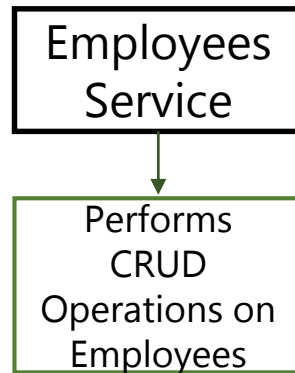 Employees
Service
Performs
CRUD
Operations on
Employees